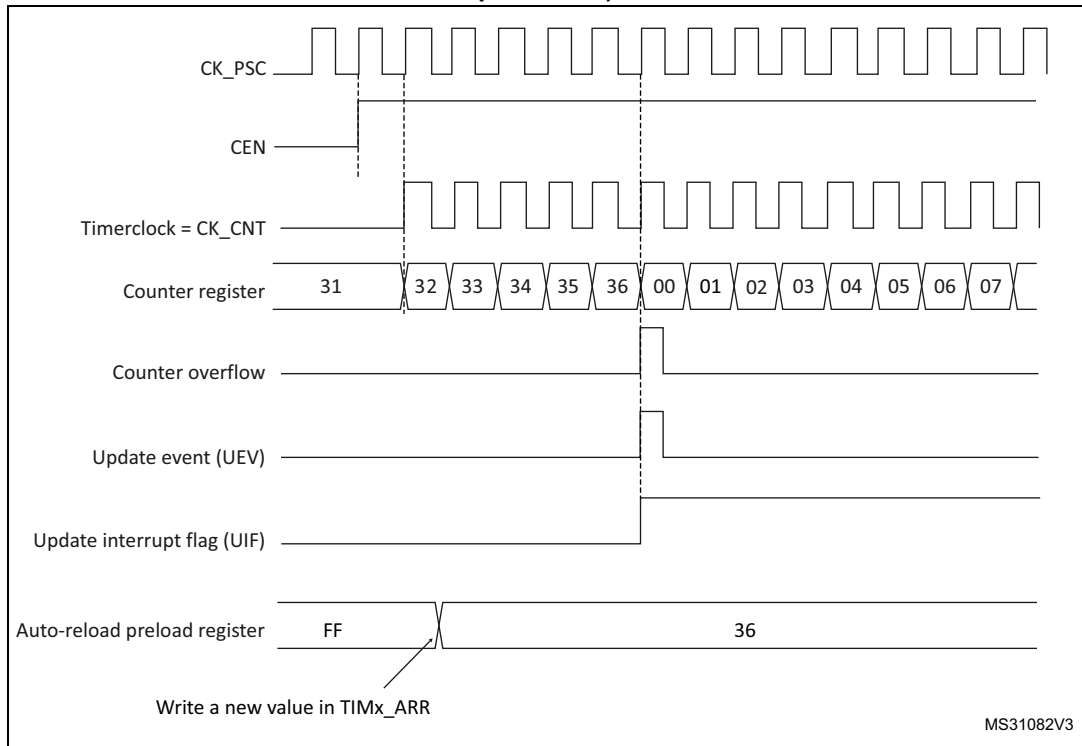 CK_PSC
CEN
Timerclock = CK_CNT
Counter register 31 32 33 34 35 36 00 01 02 03 04 05 06 07
Counter overflow
Update event (UEV)
Update interrupt flag (UIF)
Auto-reload preload register FF 36
Write a new value in TIMx_ARR
MS31082V3